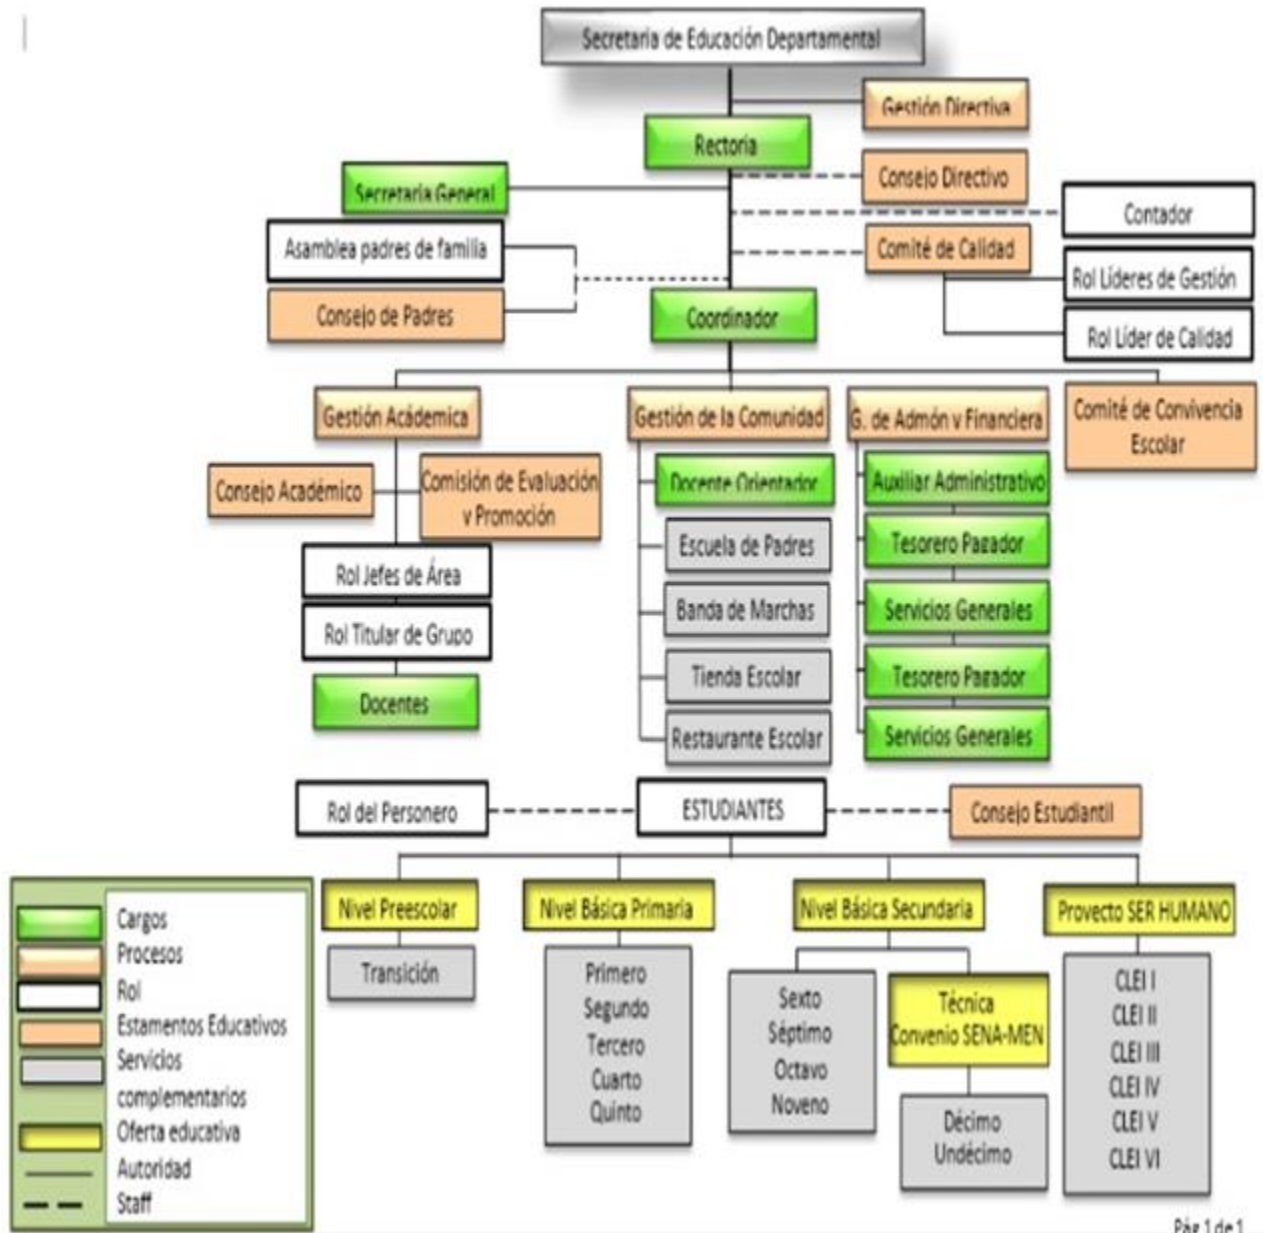 Secretaria de Educación Departamental
Gestión Directiva
Rectoria
Consejo Directivo
Secretaria General
Contador
Asamblea padres de familia
Comité de Calidad
Rol Líderes de Gestión
Consejo de Padres
Coordinador
Rol Líder de Calidad
Gestión Acádemica
Gestión de la Comunidad
G. de Admón y Financiera
Comité de Convivencia
Escolar
Consejo Académico
Comisión de Evaluación
y Promoción
Docente Orientador
Auxiliar Administrativo
Escuela de Padres
Tesorero Pagador
Rol Jefes de Área
Banda de Marchas
Servicios Generales
Rol Titular de Grupo
Tienda Escolar
Tesorero Pagador
Docentes
Restaurante Escolar
Servicios Generales
Rol del Personero
ESTUDIANTES
Consejo Estudiantil
Nivel Preescolar
Nivel Básica Primaria
Nivel Básica Secundaria
Proyecto SER HUMANO
Transición
Primero
Segundo
Tercero
Cuarto
Quinto
Sexto
Séptimo
Octavo
Noveno
Técnica
Convenio SENA-MEN
Décimo
Undécimo
CLEI I
CLEI II
CLEI III
CLEI IV
CLEI V
CLEI VI
Cargos
Procesos
Rol
Estamentos Educativos
Servicios
complementarios
Oferta educativa
Autoridad
Staff
Pág 1 de 1